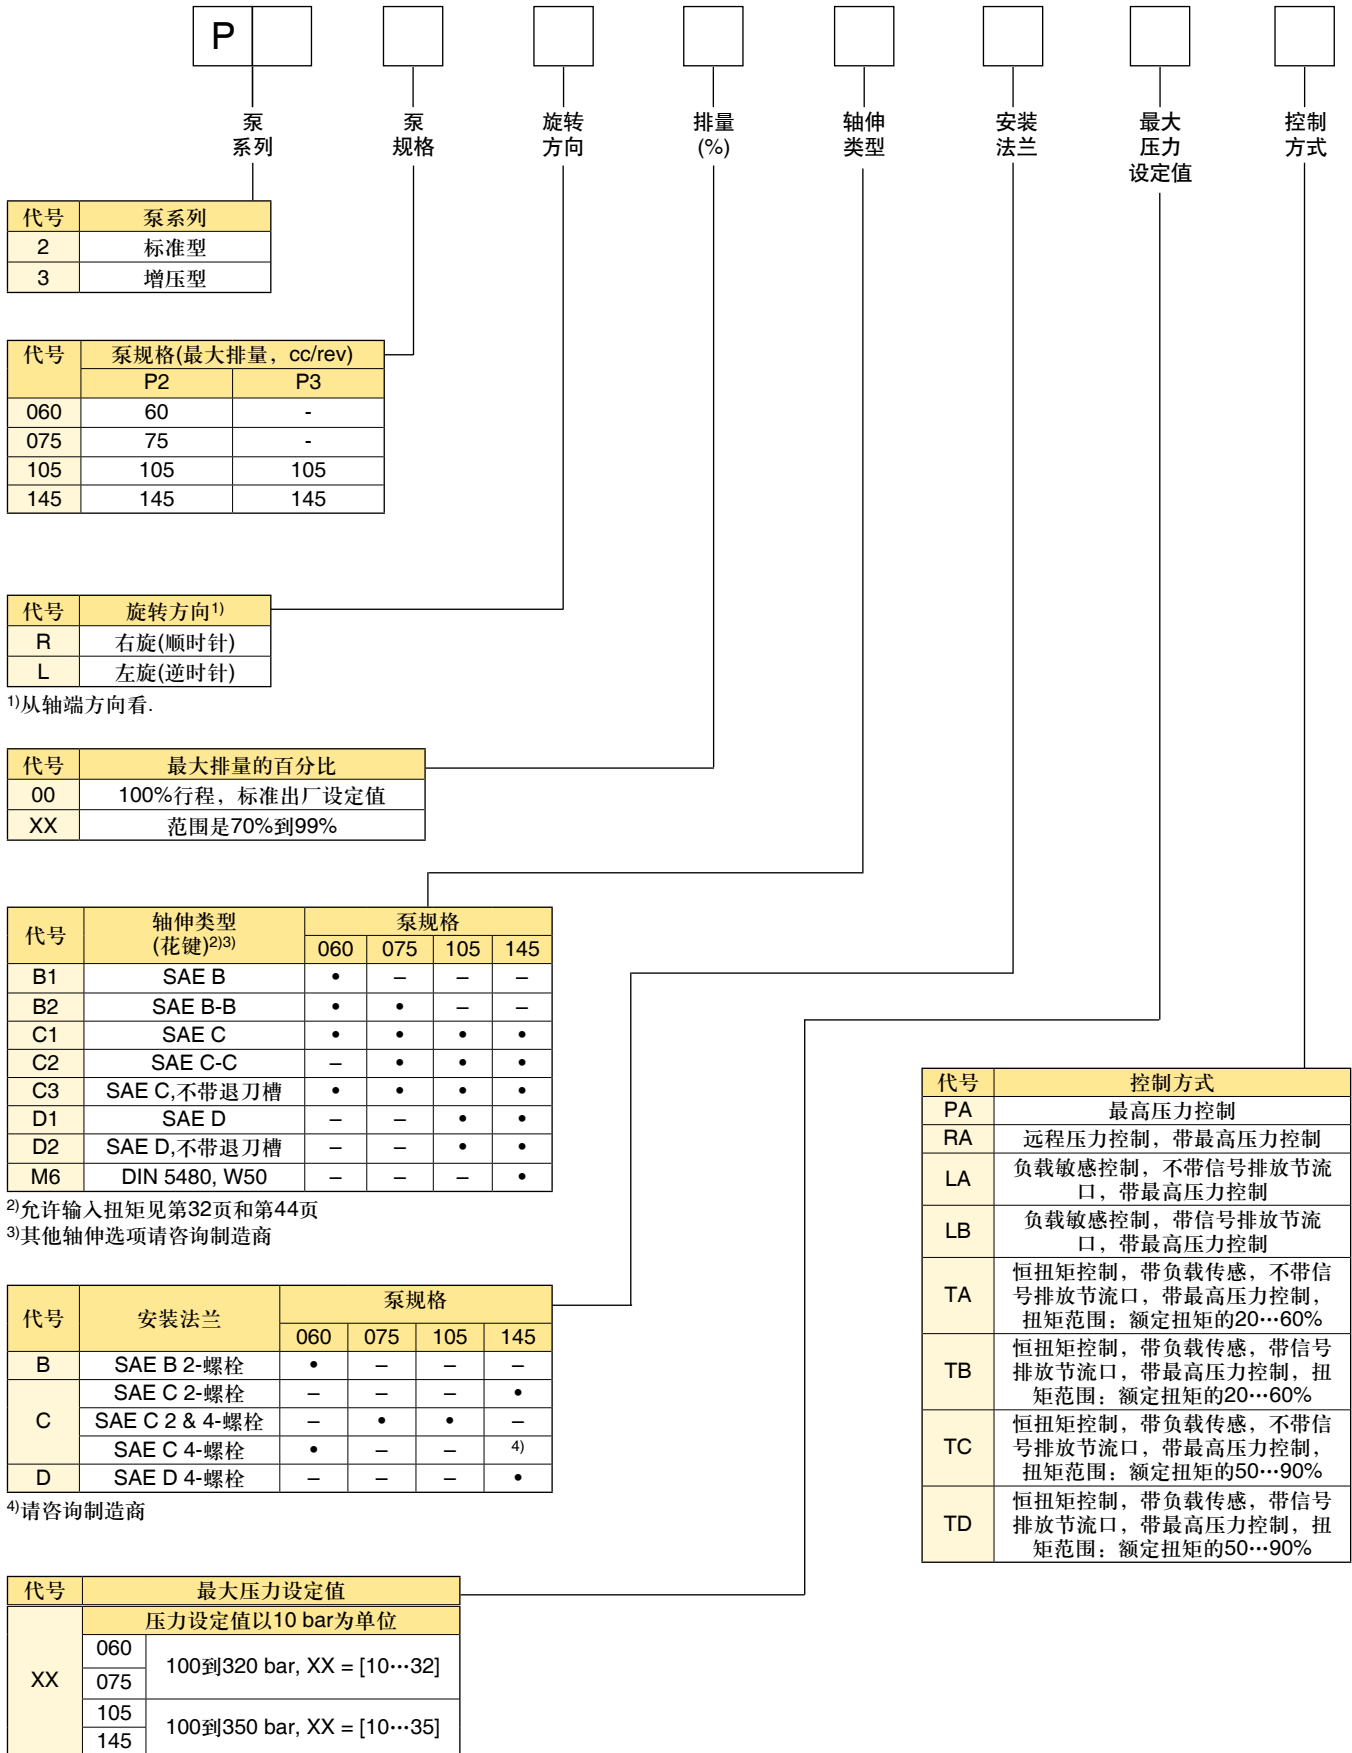 P
泵 泵 旋转 排量 轴伸 安装 最大 控制
系列 规格 方向 (%) 类型 法兰 压力 方式
设定值
代号 泵系列
2 标准型
3 增压型
代号 泵规格(最大排量，cc/rev)
P2 P3
060 60 -
075 75 -
105 105 105
145 145 145
代号 旋转方向1)
R 右旋(顺时针)
L 左旋(逆时针)
1)从轴端方向看.
代号 最大排量的百分比
00 100%行程，标准出厂设定值
XX 范围是70%到99%
代号 轴伸类型 泵规格
(花键)2)3) 060 075 105 145
B1 SAE B • – – –
B2 SAE B-B • • – –
C1 SAE C • • • •
C2 SAE C-C – • • •
C3 SAE C,不带退刀槽 • • • •
D1 SAE D – – • •
D2 SAE D,不带退刀槽 – – • •
M6 DIN 5480, W50 – – – •
2)允许输入扭矩见第32页和第44页
3)其他轴伸选项请咨询制造商
代号 安装法兰 泵规格
060 075 105 145
B SAE B 2-螺栓 • – – –
SAE C 2-螺栓 – – – •
C SAE C 2 & 4-螺栓 – • • –
SAE C 4-螺栓 • – – 4)
D SAE D 4-螺栓 – – – •
4)请咨询制造商
代号 最大压力设定值
压力设定值以10 bar为单位
XX
060
075
100到320 bar, XX = [10···32]
105
145
100到350 bar, XX = [10···35]
代号 控制方式
PA 最高压力控制
RA 远程压力控制，带最高压力控制
LA 负载敏感控制，不带信号排放节流
口，带最高压力控制
LB 负载敏感控制，带信号排放节流
口，带最高压力控制
TA 恒扭矩控制，带负载传感，不带信
号排放节流口，带最高压力控制，
扭矩范围：额定扭矩的20···60%
TB 恒扭矩控制，带负载传感，带信号
排放节流口，带最高压力控制，扭
矩范围：额定扭矩的20···60%
TC 恒扭矩控制，带负载传感，不带信
号排放节流口，带最高压力控制，
扭矩范围：额定扭矩的50···90%
TD 恒扭矩控制，带负载传感，带信号
排放节流口，带最高压力控制，扭
矩范围：额定扭矩的50···90%